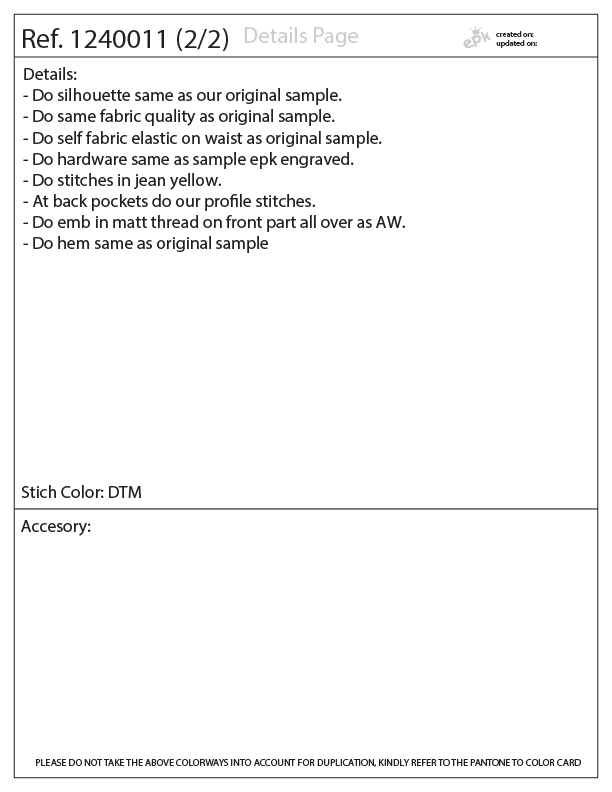 Ref. 1240011 (2/2) Details Page
epk
created on:
updated on:
Details:
- Do silhouette same as our original sample.
- Do same fabric quality as original sample.
- Do self fabric elastic on waist as original sample.
- Do hardware same as sample epk engraved.
- Do stitches in jean yellow.
- At back pockets do our profile stitches.
- Do emb in matt thread on front part all over as AW.
- Do hem same as original sample
Stich Color: DTM
Accesory:
PLEASE DO NOT TAKE THE ABOVE COLORWAYS INTO ACCOUNT FOR DUPLICATION, KINDLY REFER TO THE PANTONE TO COLOR CARD